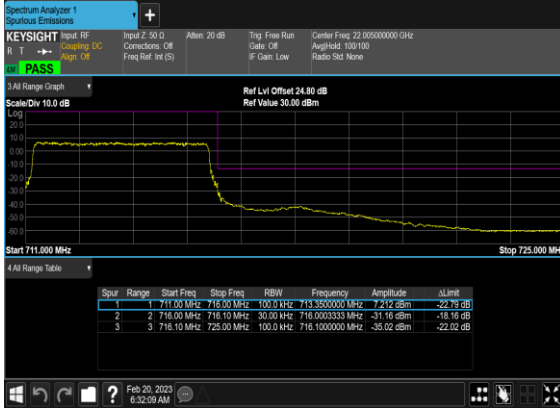 Spectrum Analyzer 1
Spurious Emissions
+
KEYSIGHT Input: RF Input Z: 50 Ω Atten: 20 dB Trig: Free Run Center Freq: 22.005000000 GHz
R T Coupling: DC Corrections: Off Gate: Off Avg|Hold: 100/100
Align: Off Freq Ref: Int (S) IF Gain: Low Radio Std: None
PASS
3 All Range Graph
Ref Lvl Offset 24.80 dB
Scale/Div 10.0 dB Ref Value 30.00 dBm
Log
20.0
10.0
0.00
-10.0
-20.0
-30.0
-40.0
-50.0
-60.0
Start 711.000 MHz Stop 725.000 MHz
4 All Range Table
Spur Range Start Freq Stop Freq RBW Frequency Amplitude ΔLimit
1 1 711.00 MHz 716.00 MHz 100.0 kHz 713.3500000 MHz 7.212 dBm -22.79 dB
2 2 716.00 MHz 716.10 MHz 30.00 kHz 716.0003333 MHz -31.16 dBm -18.16 dB
3 3 716.10 MHz 725.00 MHz 100.0 kHz 716.1000000 MHz -35.02 dBm -22.02 dB
? Feb 20, 2023
6:32:09 AM